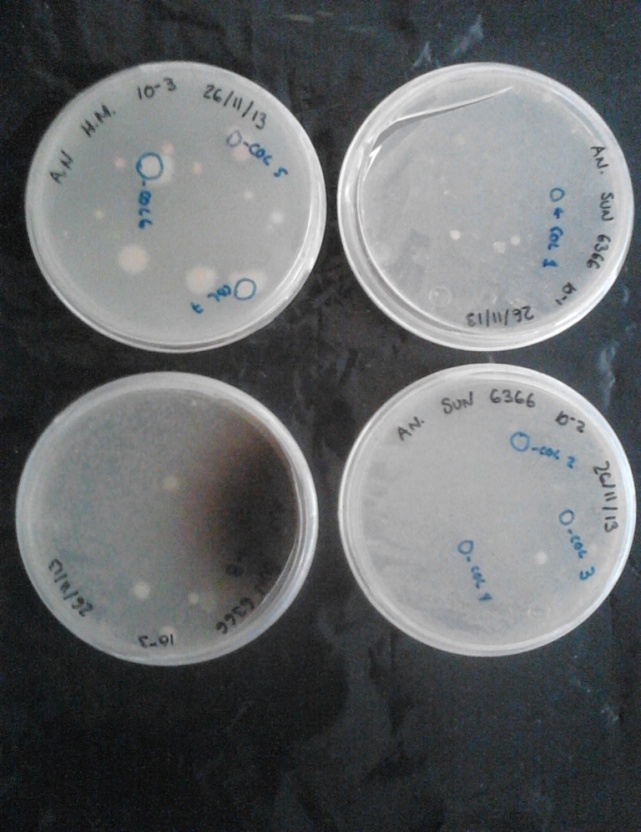 A.N H.M. 10-3 26/11/13
O-COL 5
O-COL 6
COL 7
AN. SUN 6366 10-1 26/11/13
COL 1
AN. SUN 6366 10-2 26/11/13
O-COL 2
O-COL 3
O-COL 4
6366 10-3 26/11/13